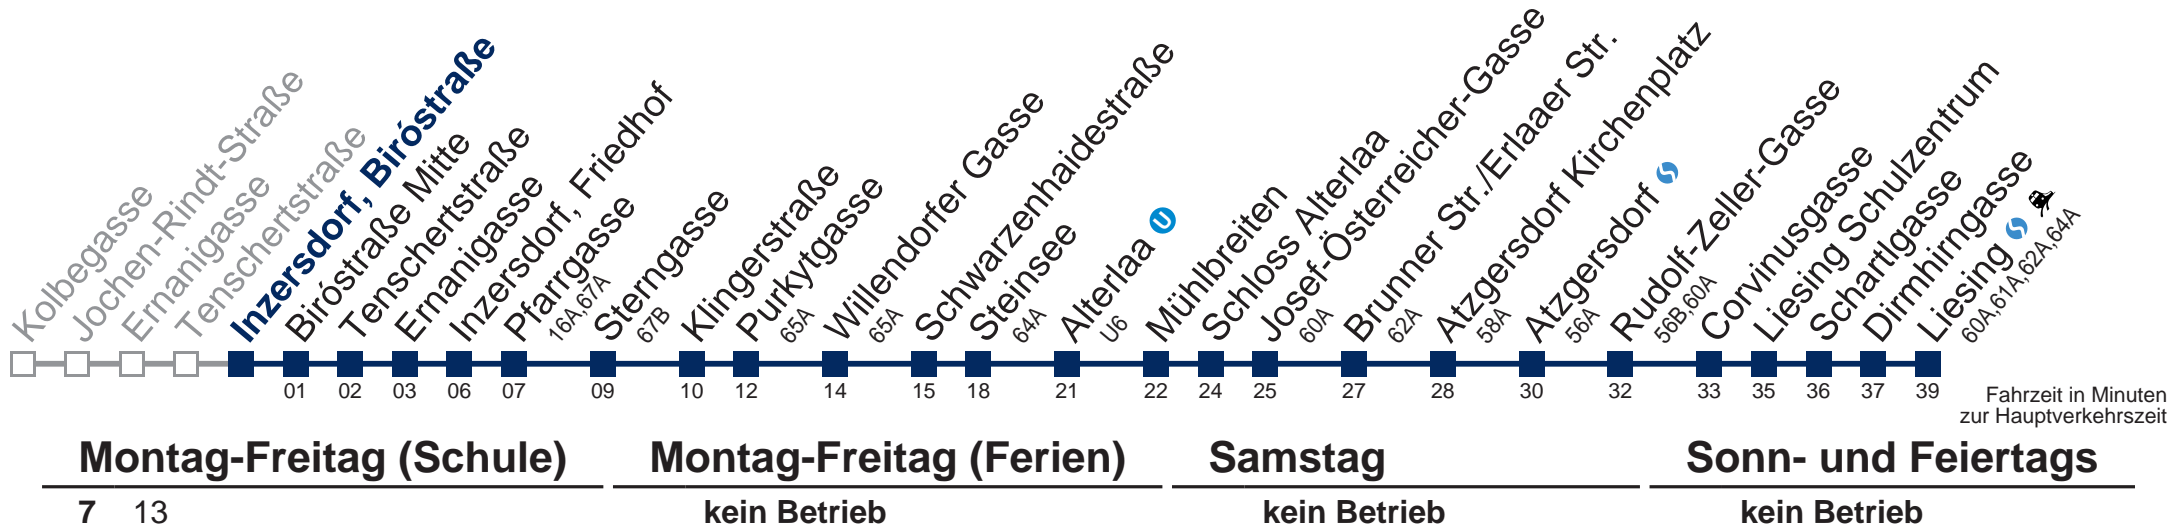 Kolbegasse
Jochen-Rindt-Straße
Ernanigasse
Tenschertstraße
Inzersdorf, Biróstraße
Biróstraße Mitte
Tenschertstraße
Ernanigasse
Inzersdorf, Friedhof
Pfarrgasse
16A,67A
Sterngasse
67B
Klingerstraße
Purkytgasse
65A
Willendorfer Gasse
65A
Schwarzenhaidestraße
Steinsee
64A
Alterlaa U
U6
Mühlbreiten
Schloss Alterlaa
Josef-Österreicher-Gasse
60A
Brunner Str./Erlaaer Str.
62A
Atzgersdorf Kirchenplatz
58A
Atzgersdorf
56A
Rudolf-Zeller-Gasse
56B,60A
Corvinusgasse
Liesing Schulzentrum
Schartlgasse
Dirmhirngasse
Liesing
60A,61A,62A,64A
01 02 03 06 07 09 10 12 14 15 18 21 22 24 25 27 28 30 32 33 35 36 37 39
Fahrzeit in Minuten
zur Hauptverkehrszeit
Montag-Freitag (Schule) Montag-Freitag (Ferien) Samstag Sonn- und Feiertags
7 13 kein Betrieb kein Betrieb kein Betrieb